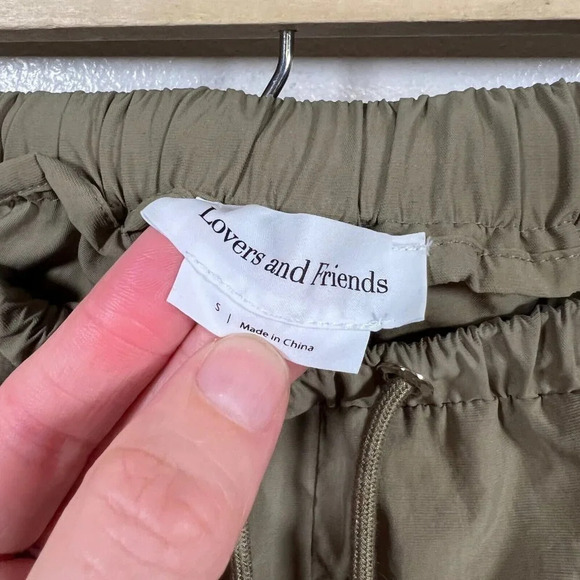 Lovers and Friends
S | Made in China